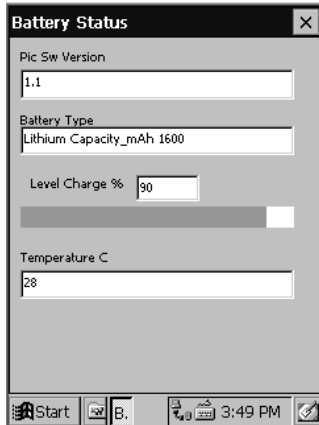 Battery Status
Pic Sw Version
1.1
Battery Type
Lithium Capacity_mAh 1600
Level Charge % 90
Temperature C
28
Start B. 3:49 PM